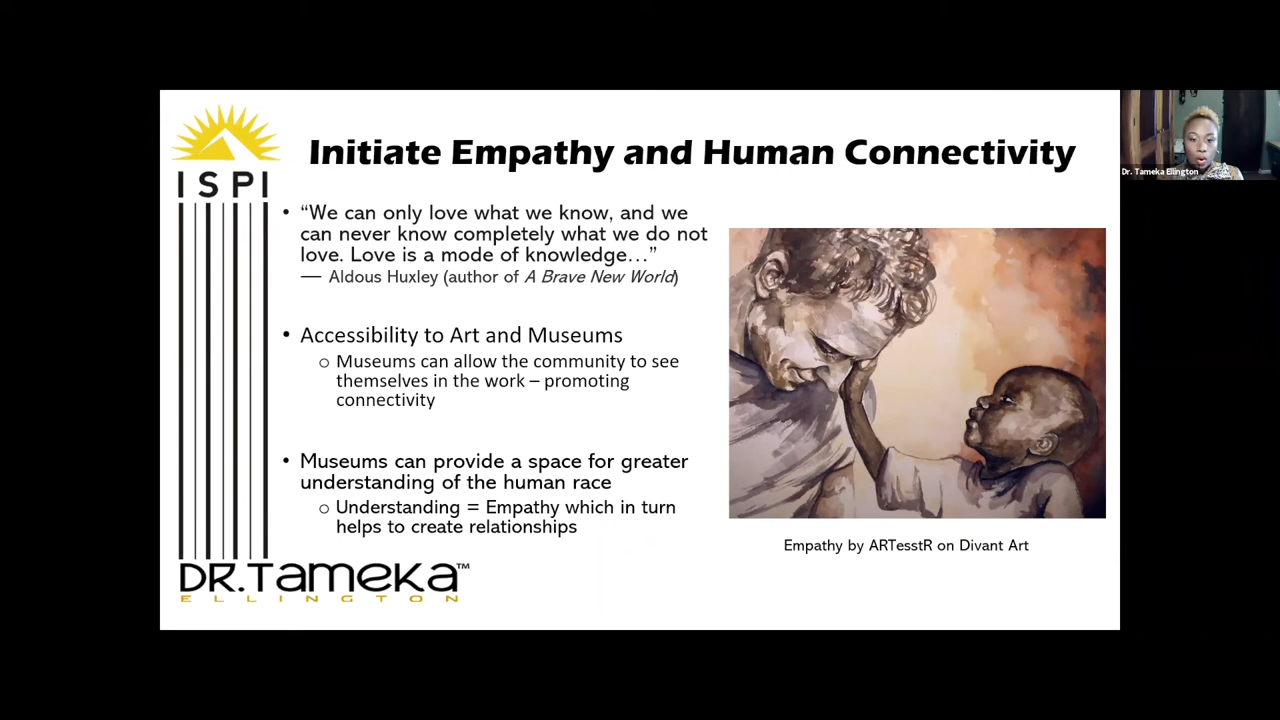 Initiate Empathy and Human Connectivity
ISPI
• “We can only love what we know, and we
can never know completely what we do not
love. Love is a mode of knowledge…”
― Aldous Huxley (author of A Brave New World)
• Accessibility to Art and Museums
o Museums can allow the community to see
themselves in the work – promoting
connectivity
• Museums can provide a space for greater
understanding of the human race
o Understanding = Empathy which in turn
helps to create relationships
Empathy by ARTesstR on Divant Art
DR.TAMEKA™
ELLINGTON
Dr. Tameka Ellington